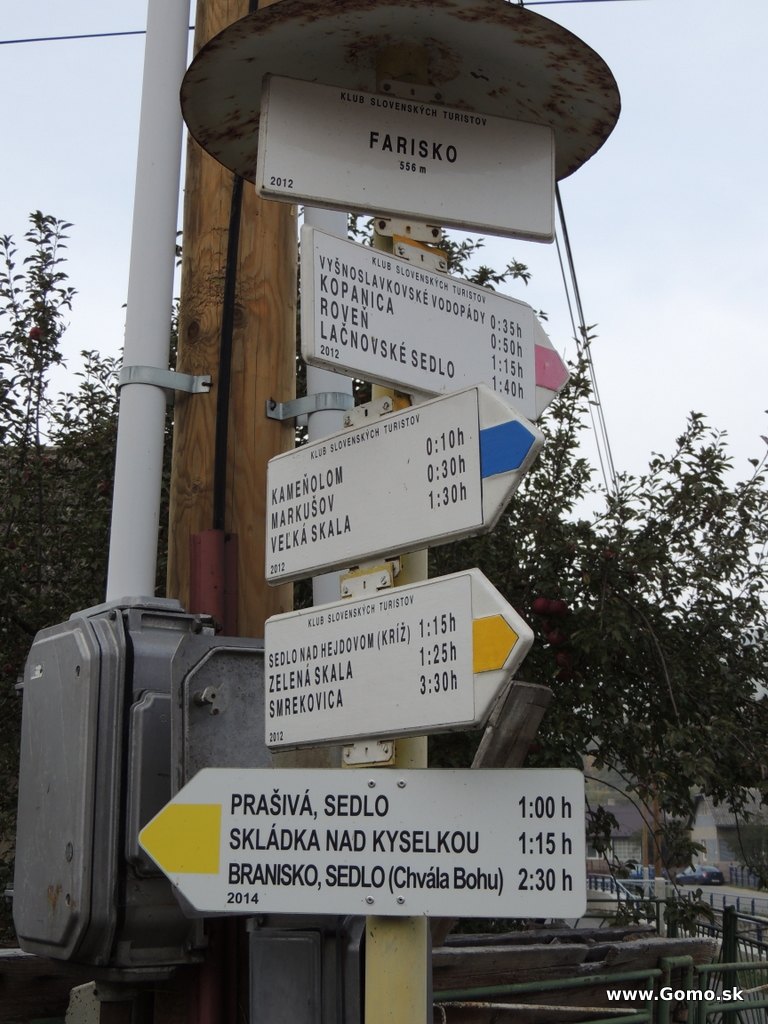 KLUB SLOVENSKÝCH TURISTOV
FARISKO
556 m
2012
KLUB SLOVENSKÝCH TURISTOV
VYŠNOSLAVKOVSKÉ VODOPÁDY 0:35h
KOPANICA 0:50h
ROVEŇ 1:15h
LAČNOVSKÉ SEDLO 1:40h
2012
KLUB SLOVENSKÝCH TURISTOV
KAMEŇOLOM 0:10h
MARKUŠOV 0:30h
VEĽKÁ SKALA 1:30h
2012
KLUB SLOVENSKÝCH TURISTOV
SEDLO NAD HEJDOVOM (KRÍŽ) 1:15h
ZELENÁ SKALA 1:25h
SMREKOVICA 3:30h
2012
PRAŠIVÁ, SEDLO 1:00 h
SKLÁDKA NAD KYSELKOU 1:15 h
BRANISKO, SEDLO (Chvála Bohu) 2:30 h
2014
www.Gomo.sk